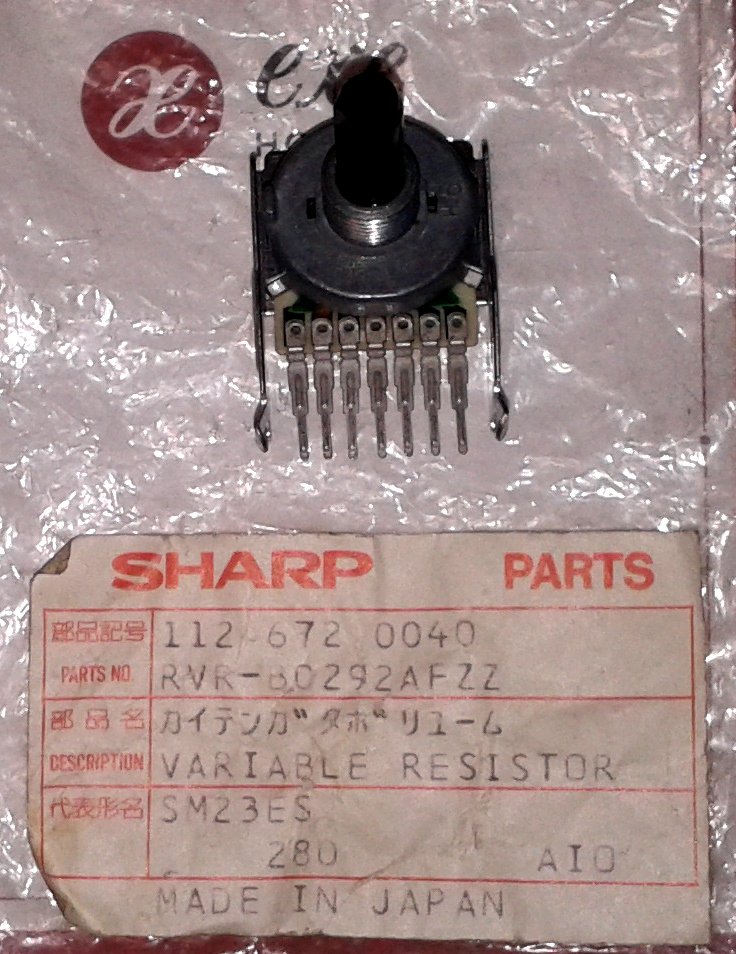 SHARP PARTS
部品記号 112-672 0040
PARTS NO. RVR-B0292AFZZ
部品名 カイテンガタボリューム
DESCRIPTION VARIABLE RESISTOR
代表形名 SM23ES
280 AIO
MADE IN JAPAN